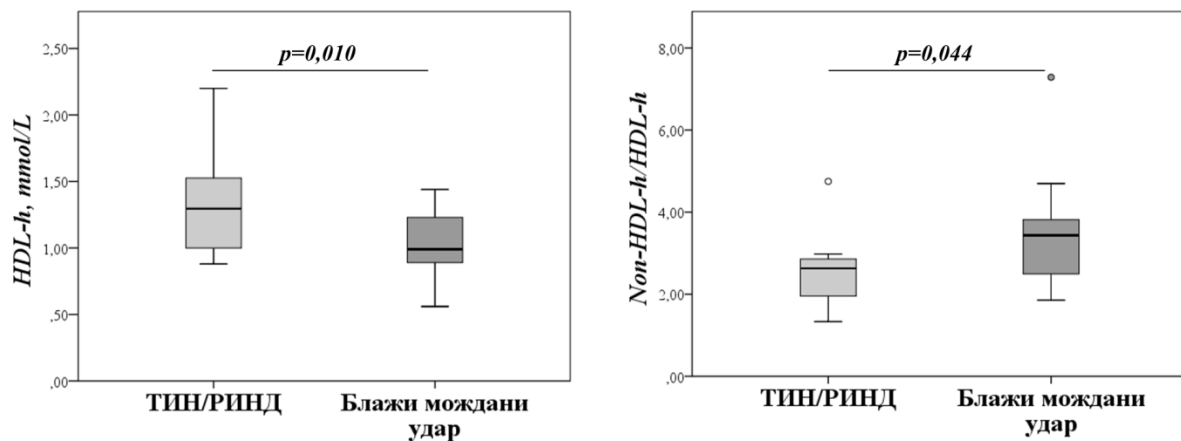 p=0,010
HDL-h, mmol/L
2,50
2,00
1,50
1,00
,50
,00
ТИН/РИНД
Блажи мождани
удар
p=0,044
Non-HDL-h/HDL-h
8,00
6,00
4,00
2,00
,00
ТИН/РИНД
Блажи мождани
удар